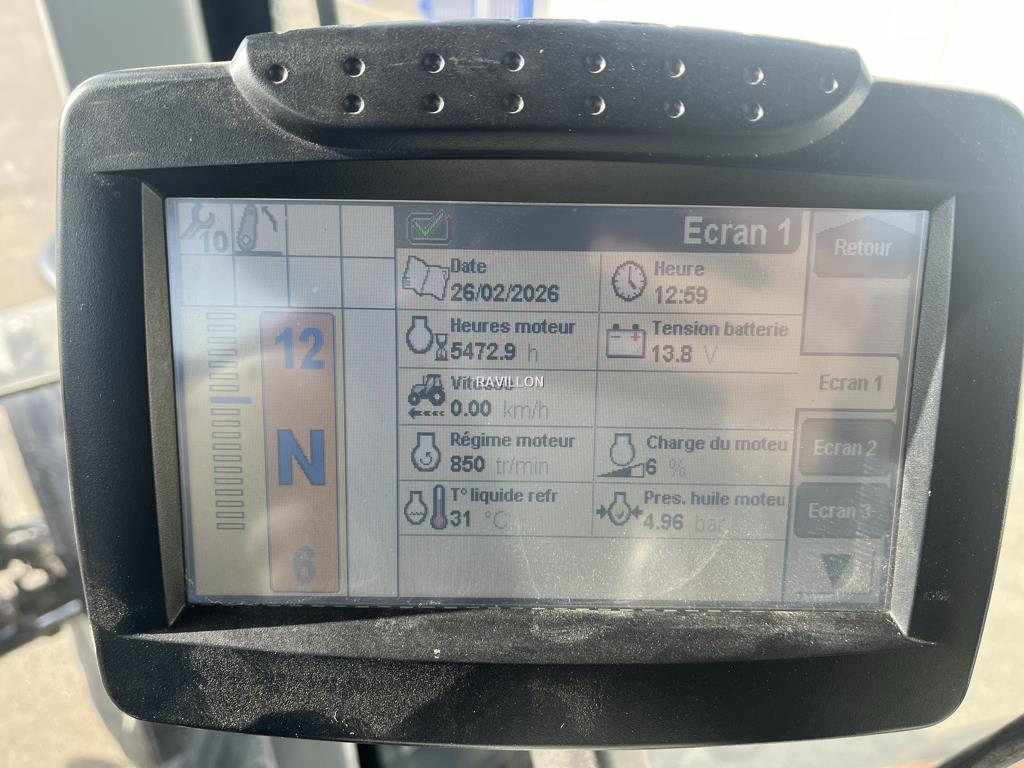 10
Ecran 1
Retour
Date
26/02/2026
Heure
12:59
12
Heures moteur
5472.9 h
Tension batterie
13.8 V
Ecran 1
RAVILLON
0.00 km/h
N
Régime moteur
850 tr/min
Charge du moteu
6 %
Ecran 2
T° liquide refr
31 °C
Pres. huile moteu
4.96 bar
Ecran 3
6